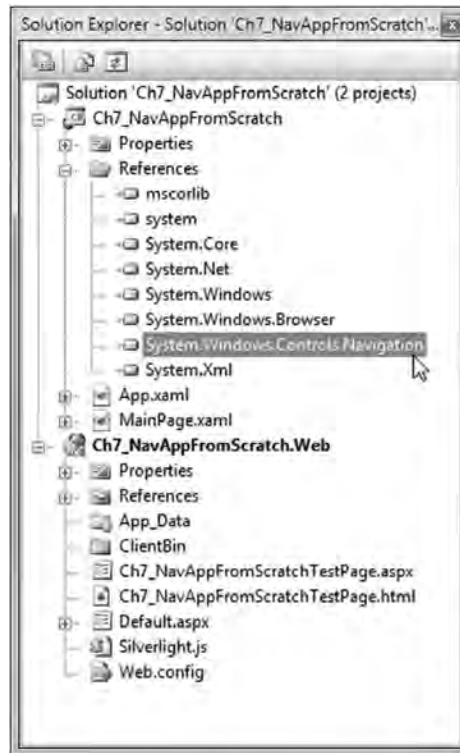 Solution Explorer - Solution 'Ch7_NavAppFromScratch'...
Solution 'Ch7_NavAppFromScratch' (2 projects)
Ch7_NavAppFromScratch
Properties
References
mscorlib
system
System.Core
System.Net
System.Windows
System.Windows.Browser
System.Windows.Controls.Navigation
System.Xml
App.xaml
MainPage.xaml
Ch7_NavAppFromScratch.Web
Properties
References
App_Data
ClientBin
Ch7_NavAppFromScratchTestPage.aspx
Ch7_NavAppFromScratchTestPage.html
Default.aspx
Silverlight.js
Web.config